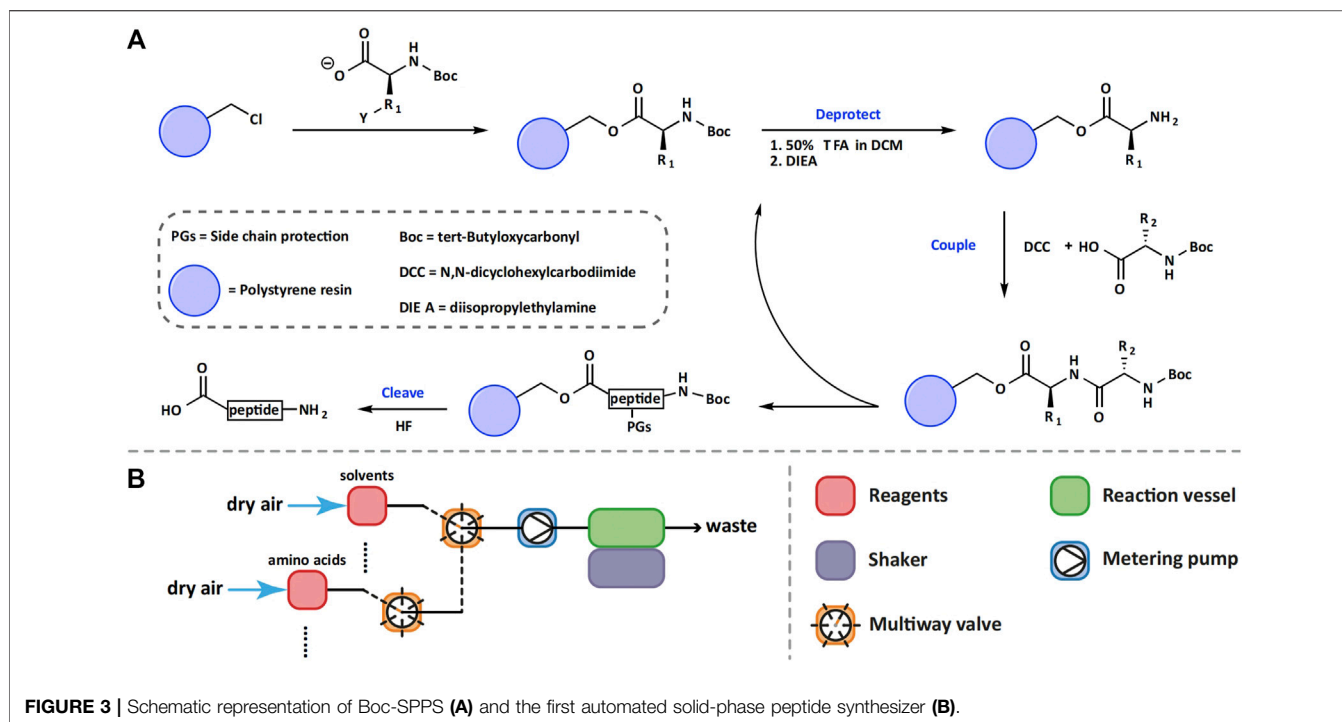 A
O
H
N
Boc
⊖
O
R1
Y
Cl
O
H
N
O
Boc
R1
Deprotect
1. 50% TFA in DCM
2. DIEA
O
NH2
O
R1
PGs = Side chain protection
Boc = tert-Butyloxycarbonyl
= Polystyrene resin
DCC = N,N-dicyclohexylcarbodiimide
DIE A = diisopropylethylamine
Couple
DCC +
R2
HO
Boc
N
H
O
O
HO
peptide
NH2
Cleave
HF
O
H
N
O
peptide
Boc
PGs
O
H
N
R2
O
Boc
R1
O
N
H
B
solvents
dry air
waste
amino acids
dry air
Reagents
Reaction vessel
Shaker
Metering pump
Multiway valve
FIGURE 3 | Schematic representation of Boc-SPPS (A) and the first automated solid-phase peptide synthesizer (B).